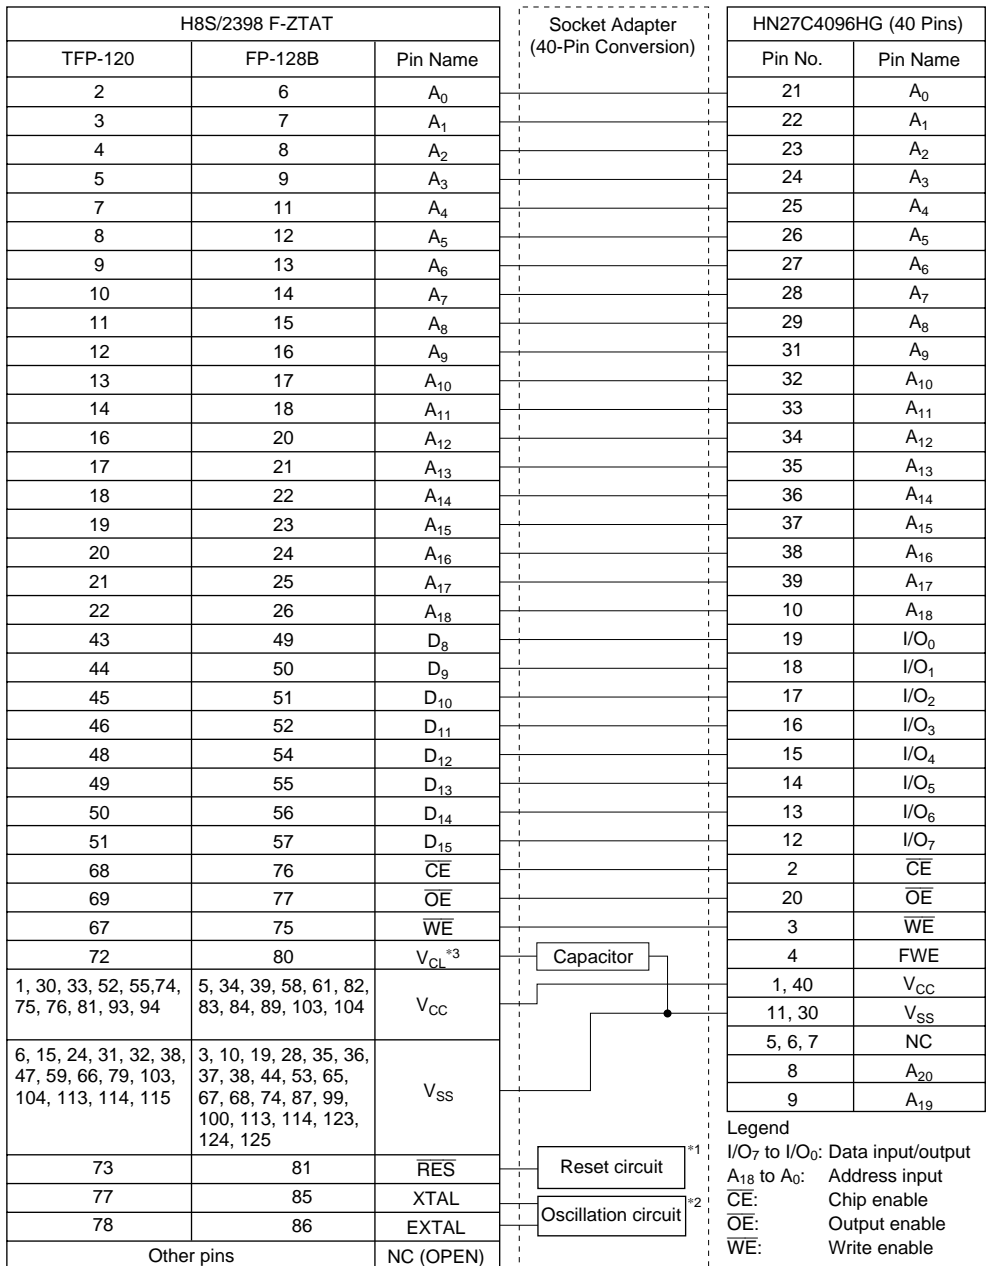 H8S/2398 F-ZTAT Socket Adapter (40-Pin Conversion) HN27C4096HG (40 Pins)
TFP-120 FP-128B Pin Name Pin No. Pin Name
2 6 A0 21 A0
3 7 A1 22 A1
4 8 A2 23 A2
5 9 A3 24 A3
7 11 A4 25 A4
8 12 A5 26 A5
9 13 A6 27 A6
10 14 A7 28 A7
11 15 A8 29 A8
12 16 A9 31 A9
13 17 A10 32 A10
14 18 A11 33 A11
16 20 A12 34 A12
17 21 A13 35 A13
18 22 A14 36 A14
19 23 A15 37 A15
20 24 A16 38 A16
21 25 A17 39 A17
22 26 A18 10 A18
43 49 D8 19 I/O0
44 50 D9 18 I/O1
45 51 D10 17 I/O2
46 52 D11 16 I/O3
48 54 D12 15 I/O4
49 55 D13 14 I/O5
50 56 D14 13 I/O6
51 57 D15 12 I/O7
68 76 CE 2 CE
69 77 OE 20 OE
67 75 WE 3 WE
72 80 VCL*3 Capacitor 4 FWE
1, 30, 33, 52, 55,74,
75, 76, 81, 93, 94
5, 34, 39, 58, 61, 82,
83, 84, 89, 103, 104
VCC
1, 40 VCC
11, 30 VSS
5, 6, 7 NC
8 A20
9 A19
6, 15, 24, 31, 32, 38,
47, 59, 66, 79, 103,
104, 113, 114, 115
3, 10, 19, 28, 35, 36,
37, 38, 44, 53, 65,
67, 68, 74, 87, 99,
100, 113, 114, 123,
124, 125
VSS
73 81 RES Reset circuit *1
77 85 XTAL Oscillation circuit *2
78 86 EXTAL
Other pins NC (OPEN)
Legend
I/O7 to I/O0: Data input/output
A18 to A0: Address input
CE: Chip enable
OE: Output enable
WE: Write enable